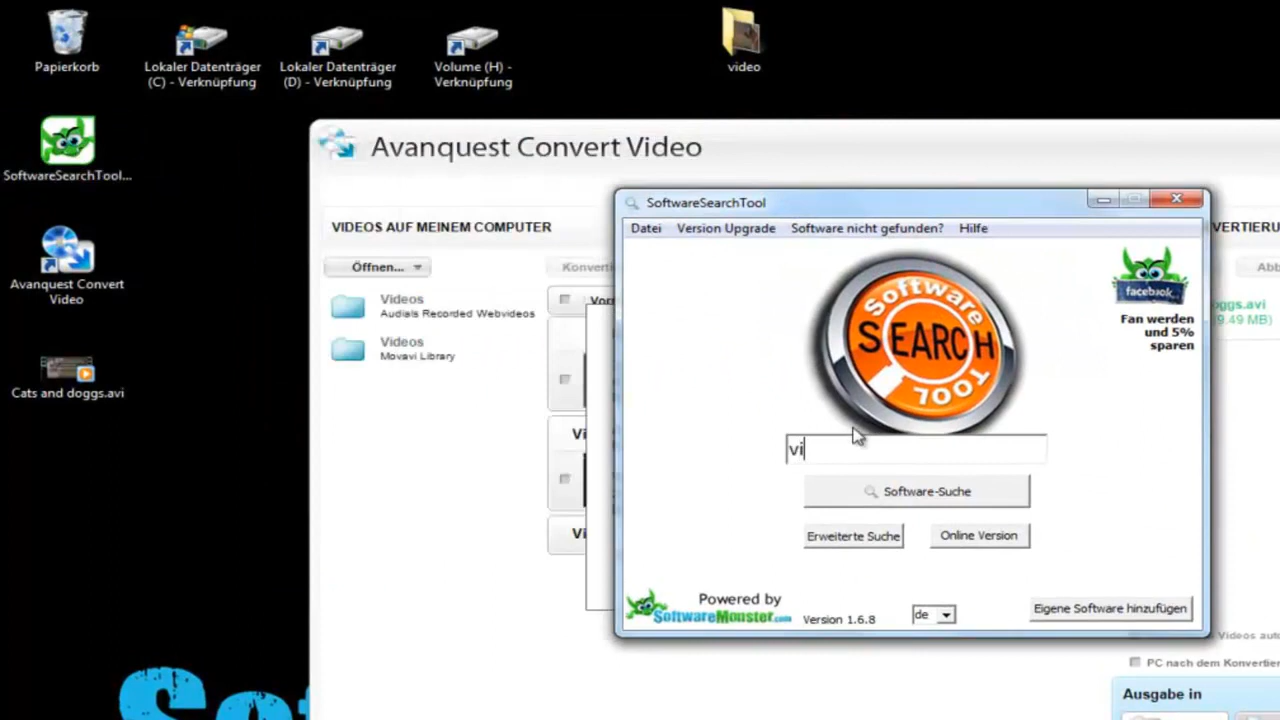 Papierkorb
Lokaler Datenträger
(C) - Verknüpfung
Lokaler Datenträger
(D) - Verknüpfung
Volume (H) -
Verknüpfung
video
SoftwareSearchTool...
Avanquest Convert
Video
Cats and doggs.avi
Avanquest Convert Video
VIDEOS AUF MEINEM COMPUTER
Öffnen...
Videos
Audials Recorded Webvideos
Videos
Movavi Library
SoftwareSearchTool
Datei Version Upgrade Software nicht gefunden? Hilfe
Software
SEARCH
TOOL
facebook
Fan werden
und 5%
sparen
vi
Software-Suche
Erweiterte Suche
Online Version
Powered by
SoftwareMonster.com
Version 1.6.8
de
Eigene Software hinzufügen
9.49 MB)
PC nach dem
Ausgabe in